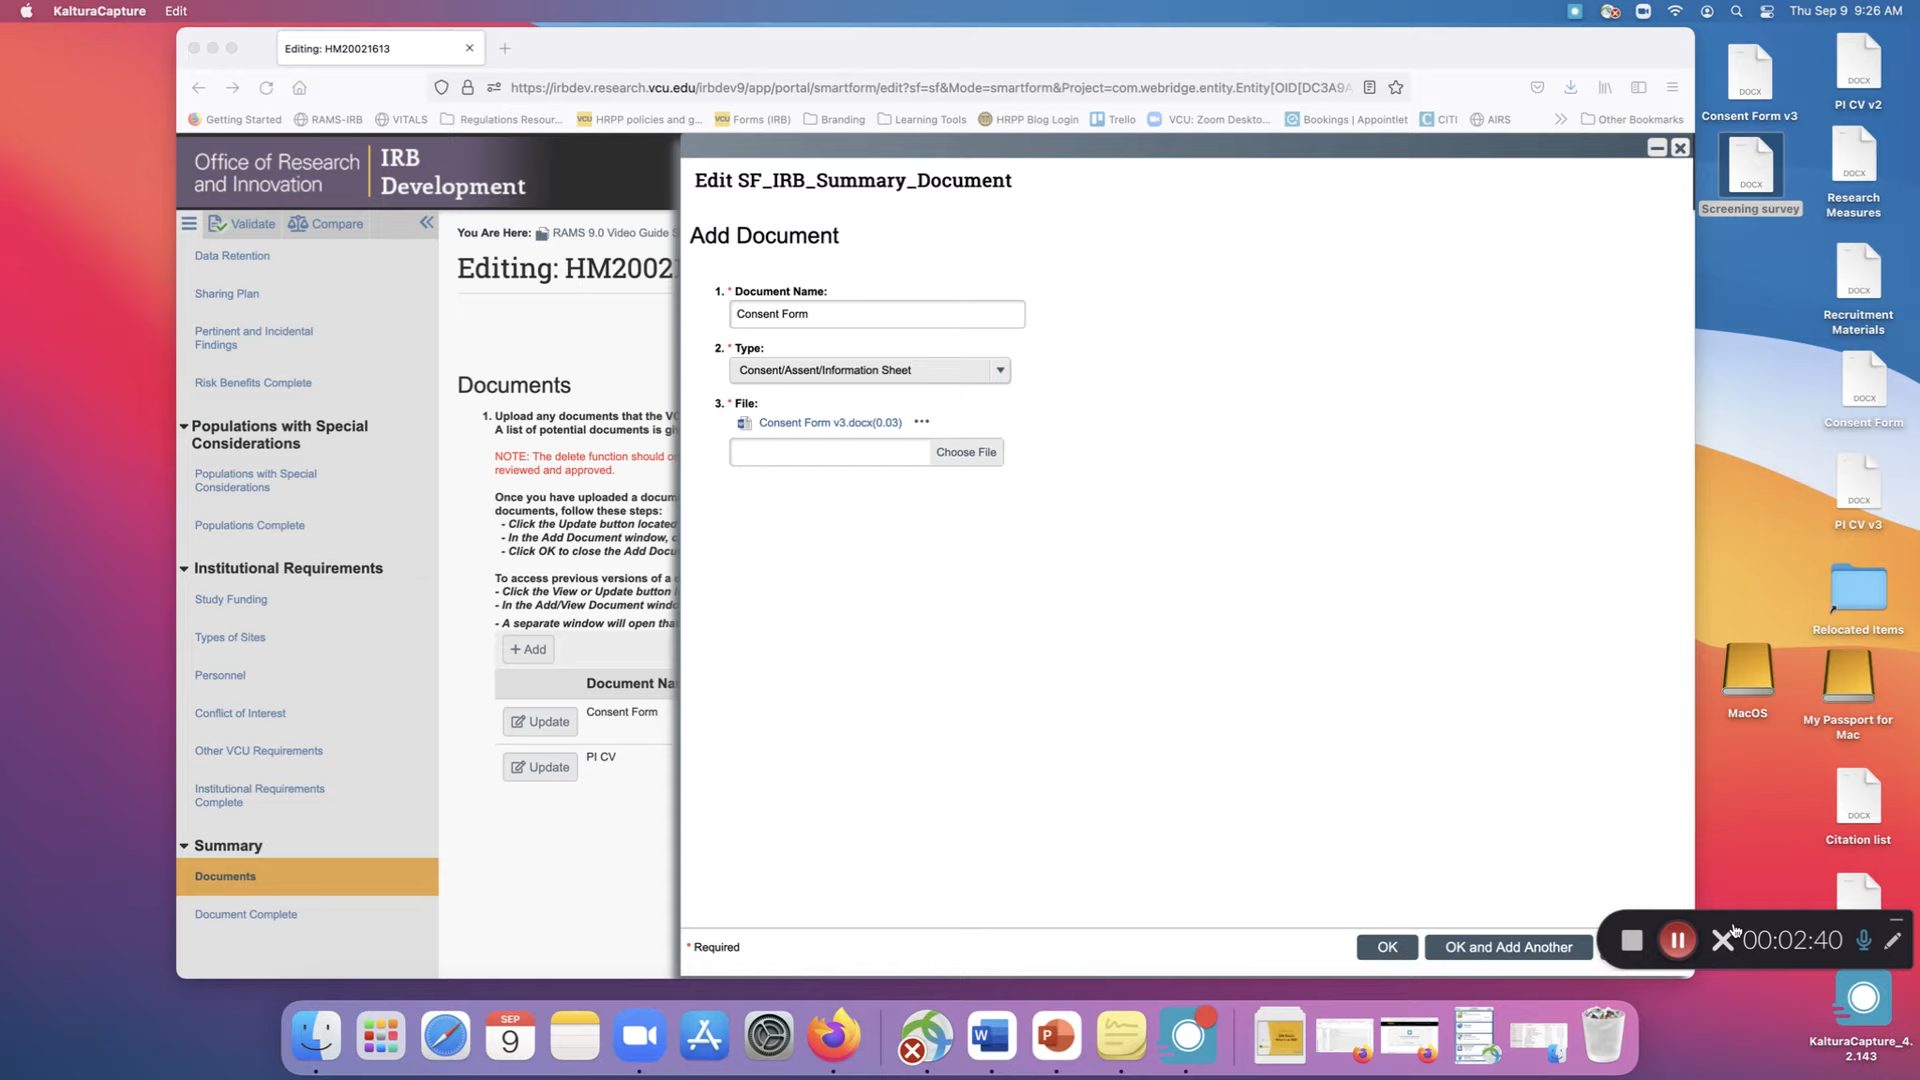 KalturaCapture Edit
Thu Sep 9 9:26 AM
Editing: HM20021613
https://irbdev.research.vcu.edu/irbdev9/app/portal/smartform/edit?sf=sf&Mode=smartform&Project=com.webridge.entity.Entity[OID[DC3A9A
Getting Started RAMS-IRB VITALS Regulations Resour... HRPP policies and g... Forms (IRB) Branding Learning Tools HRPP Blog Login Trello VCU: Zoom Deskto... Bookings | Appointlet CITI AIRS Other Bookmarks
Office of Research
and Innovation
IRB
Development
Validate Compare
Data Retention
Sharing Plan
Pertinent and Incidental
Findings
Risk Benefits Complete
Populations with Special
Considerations
Populations with Special
Considerations
Populations Complete
Institutional Requirements
Study Funding
Types of Sites
Personnel
Conflict of Interest
Other VCU Requirements
Institutional Requirements
Complete
Summary
Documents
Document Complete
You Are Here: RAMS 9.0 Video Guide S
Editing: HM2002
Documents
1. Upload any documents that the VC
A list of potential documents is gi
NOTE: The delete function should o
reviewed and approved.
Once you have uploaded a docum
documents, follow these steps:
- Click the Update button located
- In the Add Document window, c
- Click OK to close the Add Docu
To access previous versions of a
- Click the View or Update button
- In the Add/View Document windo
- A separate window will open tha
+ Add
Document Na
Update Consent Form
Update PI CV
Edit SF_IRB_Summary_Document
Add Document
1. * Document Name:
Consent Form
2. * Type:
Consent/Assent/Information Sheet
3. * File:
Consent Form v3.docx(0.03) ...
Choose File
* Required
OK
OK and Add Another
00:02:40
DOCX
Consent Form v3
DOCX
PI CV v2
DOCX
Screening survey
DOCX
Research
Measures
DOCX
Recruitment
Materials
DOCX
Consent Form
DOCX
PI CV v3
Relocated Items
MacOS
My Passport for
Mac
DOCX
Citation list
KalturaCapture_4.
2.143
SEP
9